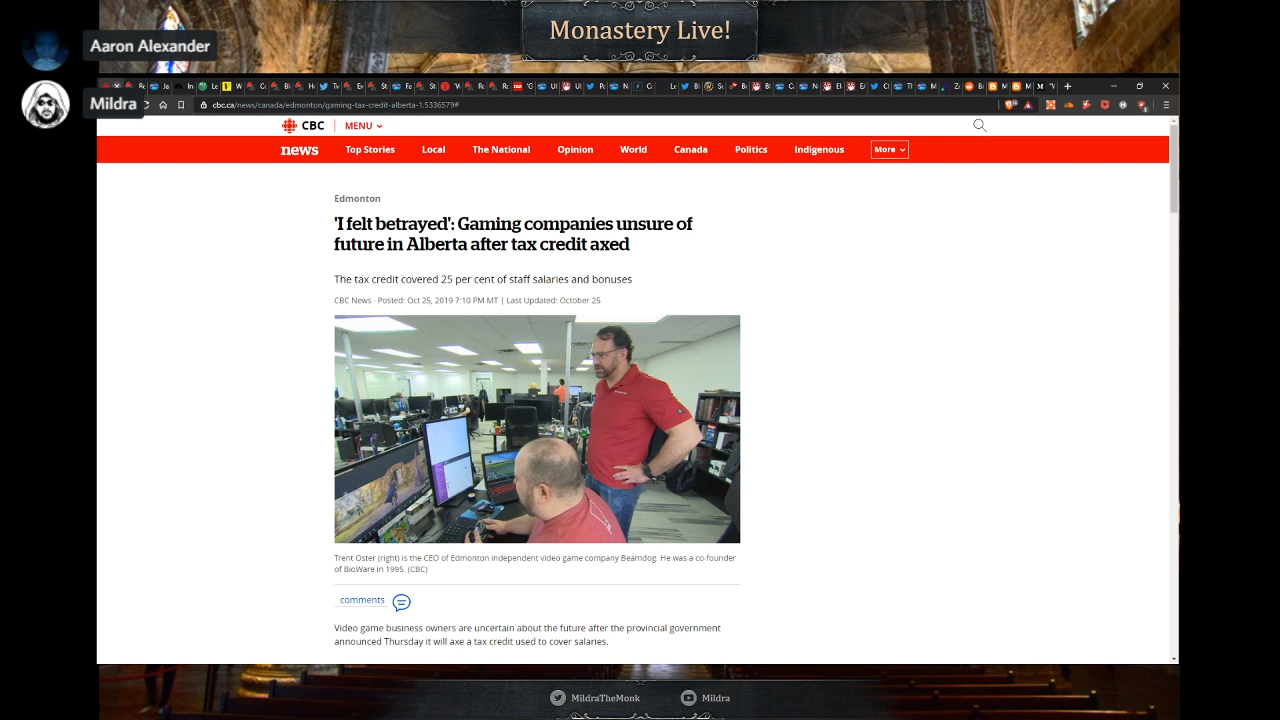 Monastery Live!
Aaron Alexander
Mildra
cbc.ca/news/canada/edmonton/gaming-tax-credit-alberta-1.5336579#
CBC
MENU
news
Top Stories
Local
The National
Opinion
World
Canada
Politics
Indigenous
More
Edmonton
'I felt betrayed': Gaming companies unsure of
future in Alberta after tax credit axed
The tax credit covered 25 per cent of staff salaries and bonuses
CBC News · Posted: Oct 25, 2019 7:10 PM MT | Last Updated: October 25
Trent Oster (right) is the CEO of Edmonton independent video game company Beamdog. He was a co-founder
of BioWare in 1995. (CBC)
comments
Video game business owners are uncertain about the future after the provincial government
announced Thursday it will axe a tax credit used to cover salaries.
MildraTheMonk
Mildra